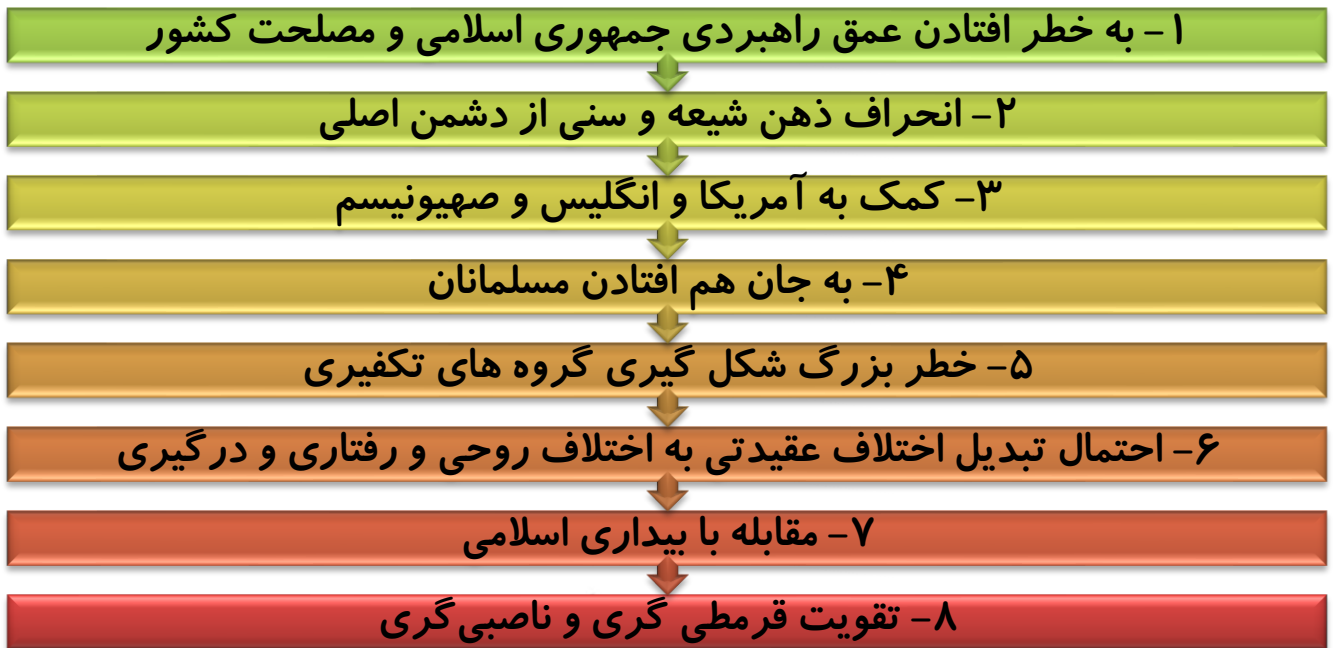 ۱- به خطر افتادن عمق راهبردی جمهوری اسلامی و مصلحت کشور
۲- انحراف ذهن شیعه و سنی از دشمن اصلی
۳- کمک به آمریکا و انگلیس و صهیونیسم
۴- به جان هم افتادن مسلمانان
۵- خطر بزرگ شکل گیری گروه های تکفیری
۶- احتمال تبدیل اختلاف عقیدتی به اختلاف روحی و رفتاری و درگیری
۷- مقابله با بیداری اسلامی
۸- تقویت قرمطی گری و ناصبی‌گری